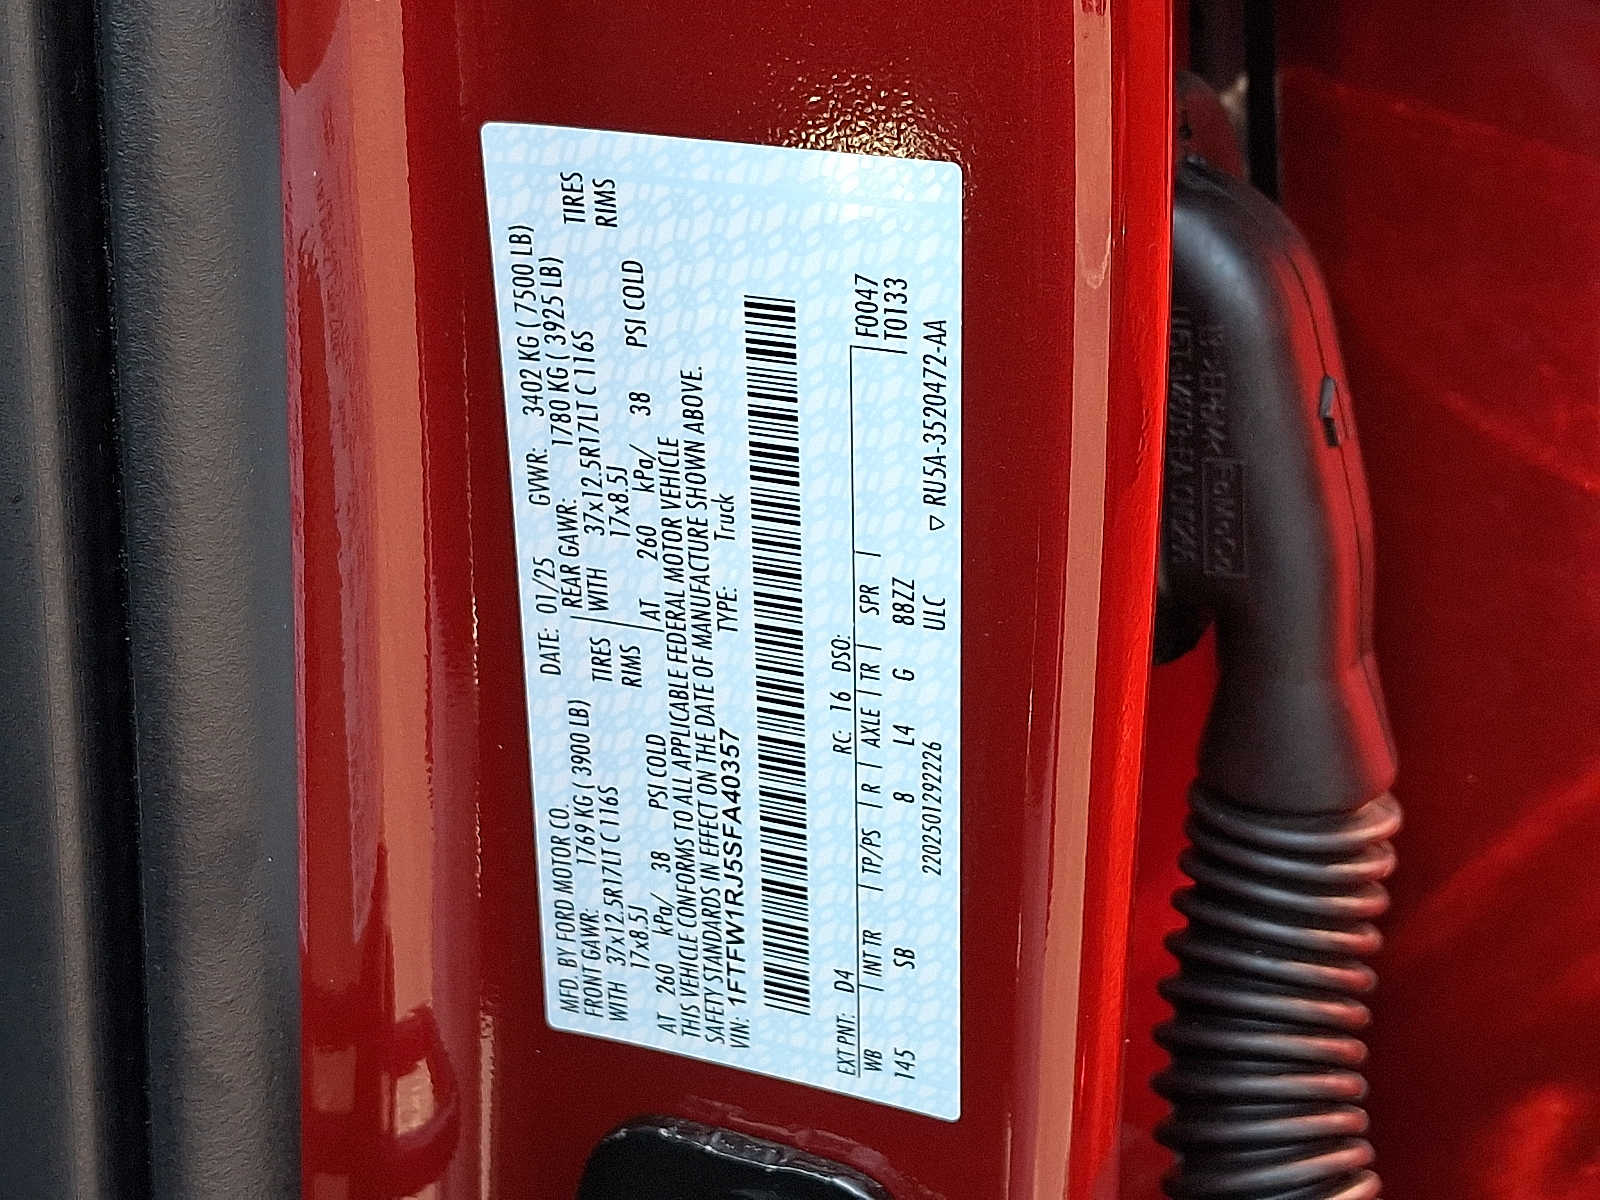 MFD. BY FORD MOTOR CO. DATE: 01/25 GVWR: 3402 KG ( 7500 LB)
FRONT GAWR: 1769 KG ( 3900 LB) REAR GAWR: 1780 KG ( 3925 LB)
WITH 37x12.5R17LT C 116S TIRES WITH 37x12.5R17LT C 116S TIRES
17x8.5J RIMS 17x8.5J RIMS
AT 260 kPa/ 38 PSI COLD AT 260 kPa/ 38 PSI COLD
THIS VEHICLE CONFORMS TO ALL APPLICABLE FEDERAL MOTOR VEHICLE
SAFETY STANDARDS IN EFFECT ON THE DATE OF MANUFACTURE SHOWN ABOVE.
VIN: 1FTFW1RJ5SFA40357 TYPE: Truck
EXT PNT: D4 RC: 16 DSO: F0047
WB INT TR TP/PS R AXLE TR SPR T0133
145 SB 8 L4 G 88ZZ
220250129226 ULC ▽ RU5A-3520472-AA